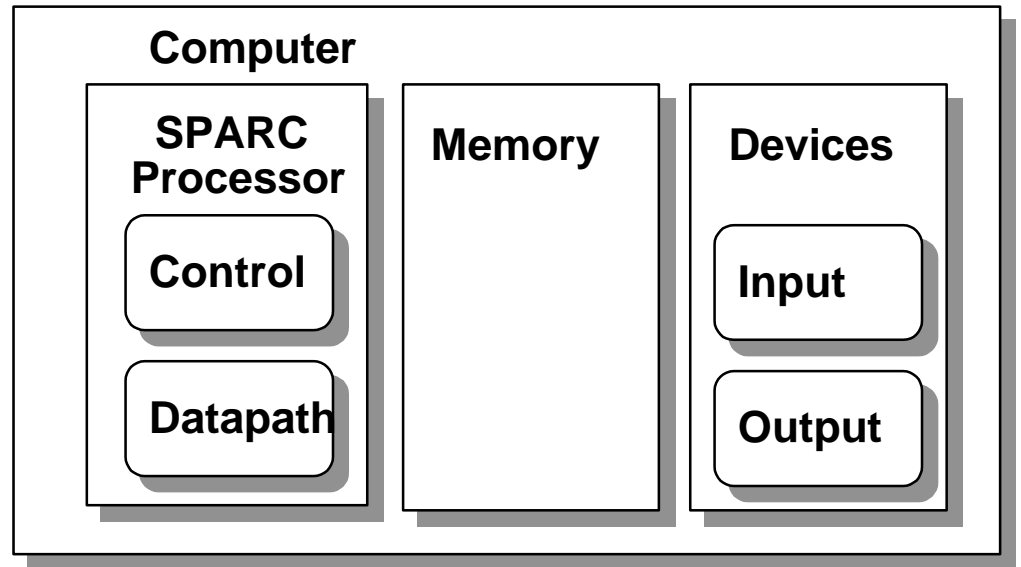 Computer
SPARC
Processor
Control
Datapath
Memory
Devices
Input
Output